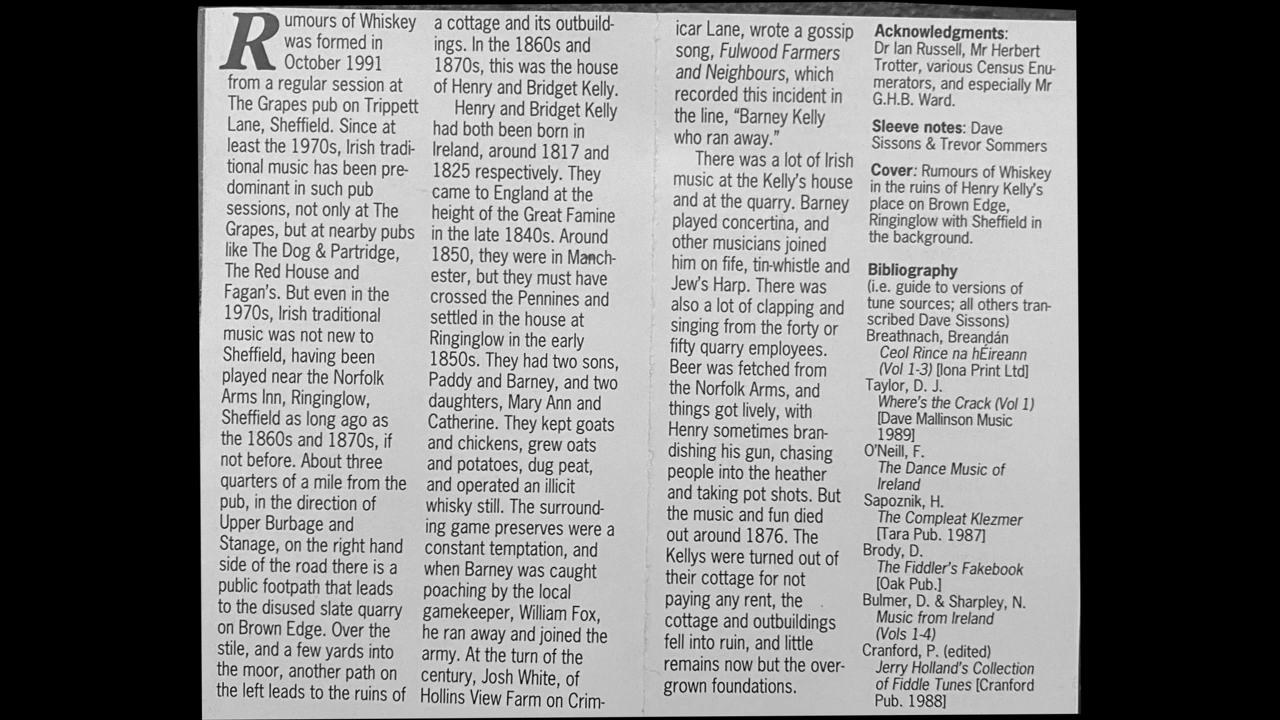 Rumours of Whiskey
was formed in
October 1991
from a regular session at
The Grapes pub on Trippett
Lane, Sheffield. Since at
least the 1970s, Irish tradi-
tional music has been pre-
dominant in such pub
sessions, not only at The
Grapes, but at nearby pubs
like The Dog & Partridge,
The Red House and
Fagan's. But even in the
1970s, Irish traditional
music was not new to
Sheffield, having been
played near the Norfolk
Arms Inn, Ringinglow,
Sheffield as long ago as
the 1860s and 1870s, if
not before. About three
quarters of a mile from the
pub, in the direction of
Upper Burbage and
Stanage, on the right hand
side of the road there is a
public footpath that leads
to the disused slate quarry
on Brown Edge. Over the
stile, and a few yards into
the moor, another path on
the left leads to the ruins of
a cottage and its outbuild-
ings. In the 1860s and
1870s, this was the house
of Henry and Bridget Kelly.
Henry and Bridget Kelly
had both been born in
Ireland, around 1817 and
1825 respectively. They
came to England at the
height of the Great Famine
in the late 1840s. Around
1850, they were in Manch-
ester, but they must have
crossed the Pennines and
settled in the house at
Ringinglow in the early
1850s. They had two sons,
Paddy and Barney, and two
daughters, Mary Ann and
Catherine. They kept goats
and chickens, grew oats
and potatoes, dug peat,
and operated an illicit
whisky still. The surround-
ing game preserves were a
constant temptation, and
when Barney was caught
poaching by the local
gamekeeper, William Fox,
he ran away and joined the
army. At the turn of the
century, Josh White, of
Hollins View Farm on Crim-
icar Lane, wrote a gossip
song, Fulwood Farmers
and Neighbours, which
recorded this incident in
the line, “Barney Kelly
who ran away.”
There was a lot of Irish
music at the Kelly's house
and at the quarry. Barney
played concertina, and
other musicians joined
him on fife, tin-whistle and
Jew's Harp. There was
also a lot of clapping and
singing from the forty or
fifty quarry employees.
Beer was fetched from
the Norfolk Arms, and
things got lively, with
Henry sometimes bran-
dishing his gun, chasing
people into the heather
and taking pot shots. But
the music and fun died
out around 1876. The
Kellys were turned out of
their cottage for not
paying any rent, the
cottage and outbuildings
fell into ruin, and little
remains now but the over-
grown foundations.
Acknowledgments:
Dr Ian Russell, Mr Herbert
Trotter, various Census Enu-
merators, and especially Mr
G.H.B. Ward.
Sleeve notes: Dave
Sissons & Trevor Sommers
Cover: Rumours of Whiskey
in the ruins of Henry Kelly's
place on Brown Edge,
Ringinglow with Sheffield in
the background.
Bibliography
(i.e. guide to versions of
tune sources; all others tran-
scribed Dave Sissons)
Breathnach, Breandán
Ceol Rince na hÉireann
(Vol 1-3) [Iona Print Ltd]
Taylor, D. J.
Where's the Crack (Vol 1)
[Dave Mallinson Music
1989]
O'Neill, F.
The Dance Music of
Ireland
Sapoznik, H.
The Compleat Klezmer
[Tara Pub. 1987]
Brody, D.
The Fiddler's Fakebook
[Oak Pub.]
Bulmer, D. & Sharpley, N.
Music from Ireland
(Vols 1-4)
Cranford, P. (edited)
Jerry Holland's Collection
of Fiddle Tunes [Cranford
Pub. 1988]